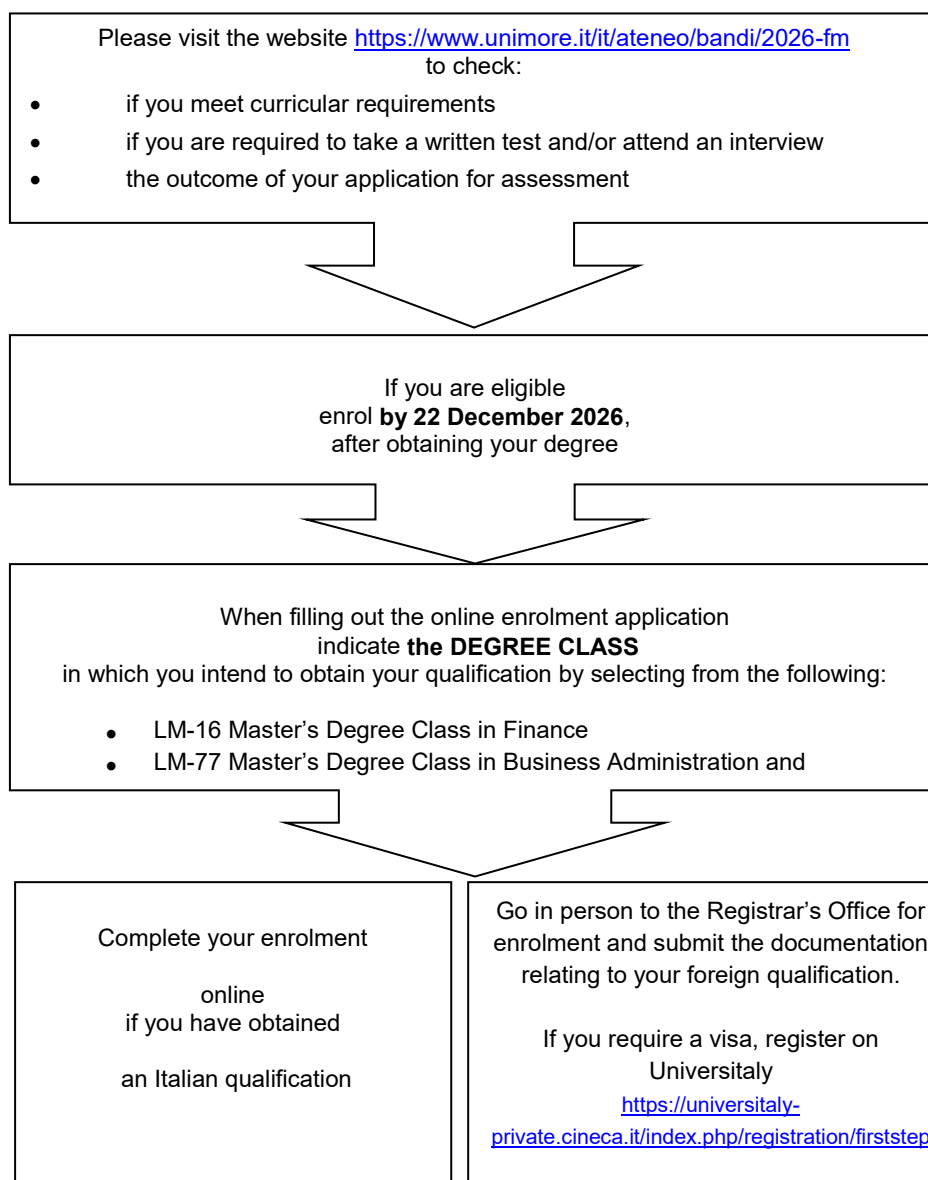 Please visit the website https://www.unimore.it/it/ateneo/bandi/2026-fm
to check:
• if you meet curricular requirements
• if you are required to take a written test and/or attend an interview
• the outcome of your application for assessment
If you are eligible
enrol by 22 December 2026,
after obtaining your degree
When filling out the online enrolment application
indicate the DEGREE CLASS
in which you intend to obtain your qualification by selecting from the following:
• LM-16 Master’s Degree Class in Finance
• LM-77 Master’s Degree Class in Business Administration and
Complete your enrolment
online
if you have obtained
an Italian qualification
Go in person to the Registrar’s Office for
enrolment and submit the documentation
relating to your foreign qualification.
If you require a visa, register on
Universitaly
https://universitaly-
private.cineca.it/index.php/registration/firststep